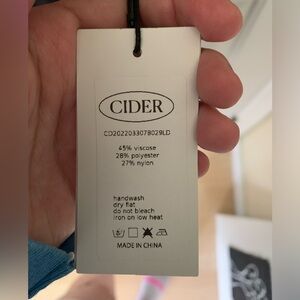 CIDER
CD2022033078029LD
45% viscose
28% polyester
27% nylon
handwash
dry flat
do not bleach
iron on low heat
MADE IN CHINA